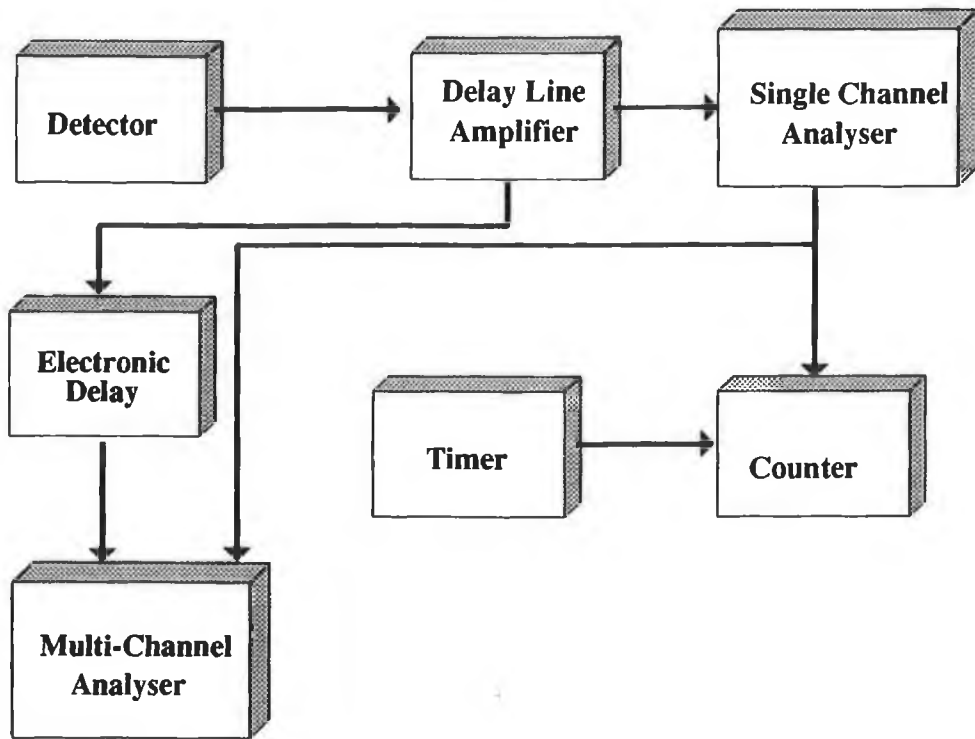 Detector
Delay Line
Amplifier
Single Channel
Analyser
Electronic
Delay
Timer
Counter
Multi-Channel
Analyser